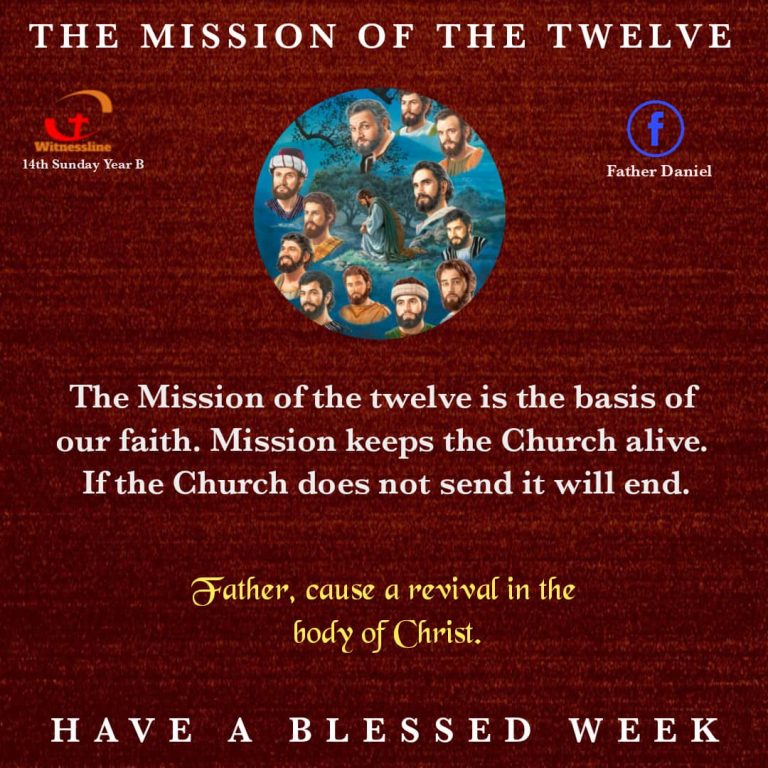 THE MISSION OF THE TWELVE
Witnessline
14th Sunday Year B
f
Father Daniel
The Mission of the twelve is the basis of
our faith. Mission keeps the Church alive.
If the Church does not send it will end.
Father, cause a revival in the
body of Christ.
HAVE A BLESSED WEEK